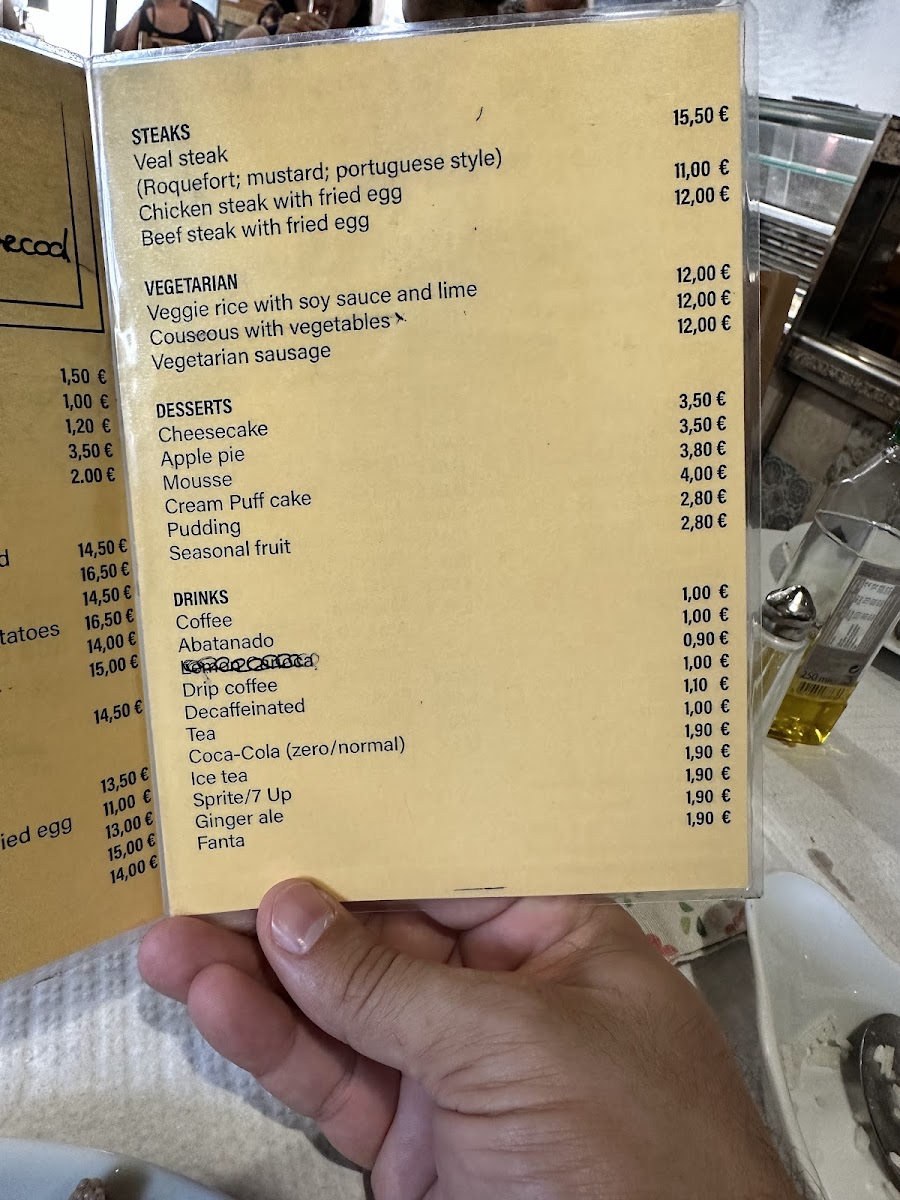 ecod
1,50 €
1,00 €
1,20 €
3,50 €
2.00 €
d 14,50 €
16,50 €
14,50 €
tatoes 16,50 €
14,00 €
15,00 €
14,50 €
13,50 €
11,00 €
ied egg 13,00 €
15,00 €
14,00 €
STEAKS
Veal steak 15,50 €
(Roquefort; mustard; portuguese style)
Chicken steak with fried egg 11,00 €
Beef steak with fried egg 12,00 €
VEGETARIAN
Veggie rice with soy sauce and lime 12,00 €
Couscous with vegetables 12,00 €
Vegetarian sausage 12,00 €
DESSERTS
Cheesecake 3,50 €
Apple pie 3,50 €
Mousse 3,80 €
Cream Puff cake 4,00 €
Pudding 2,80 €
Seasonal fruit 2,80 €
DRINKS
Coffee 1,00 €
Abatanado 1,00 €
0,90 €
Drip coffee 1,00 €
Decaffeinated 1,10 €
Tea 1,00 €
Coca-Cola (zero/normal) 1,90 €
Ice tea 1,90 €
Sprite/7 Up 1,90 €
Ginger ale 1,90 €
Fanta 1,90 €
250 ml